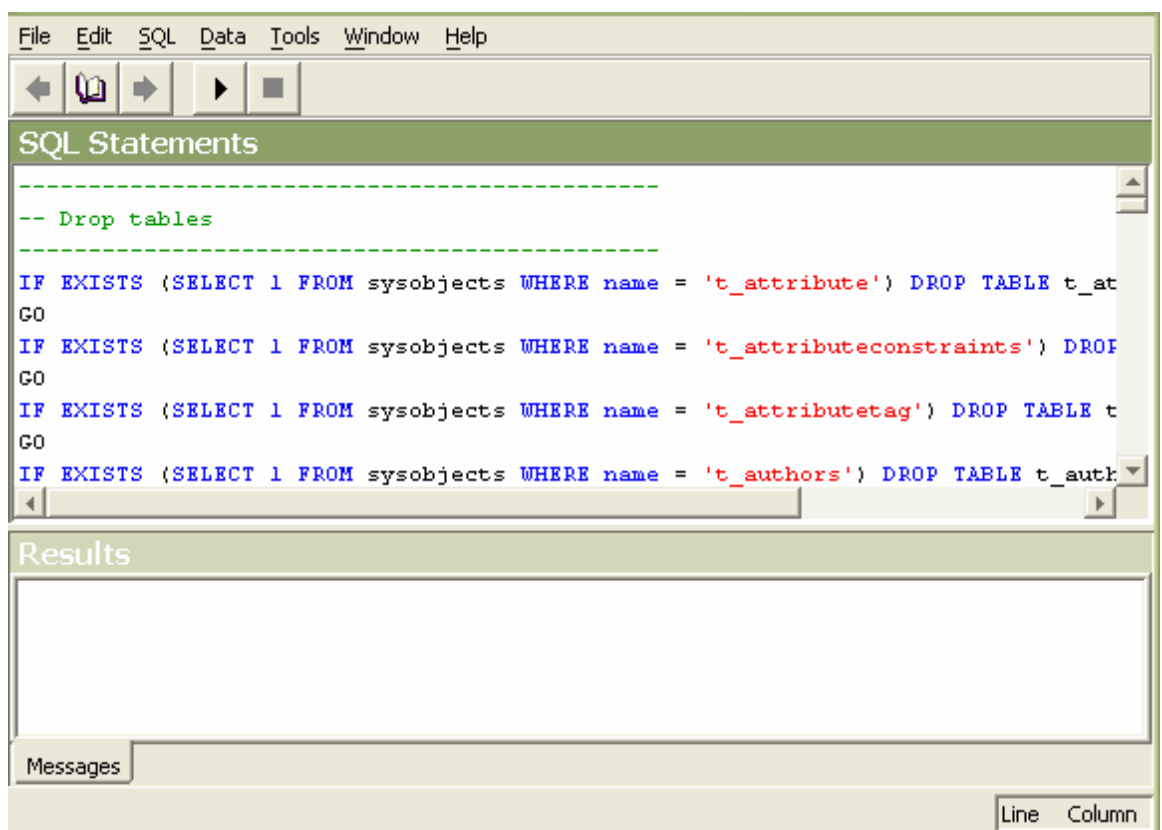 File Edit SQL Data Tools Window Help
SQL Statements
----------------------------------------------
-- Drop tables
----------------------------------------------
IF EXISTS (SELECT 1 FROM sysobjects WHERE name = 't_attribute') DROP TABLE t_at
GO
IF EXISTS (SELECT 1 FROM sysobjects WHERE name = 't_attributeconstraints') DROP
GO
IF EXISTS (SELECT 1 FROM sysobjects WHERE name = 't_attributetag') DROP TABLE t
GO
IF EXISTS (SELECT 1 FROM sysobjects WHERE name = 't_authors') DROP TABLE t_auth
Results
Messages
Line Column